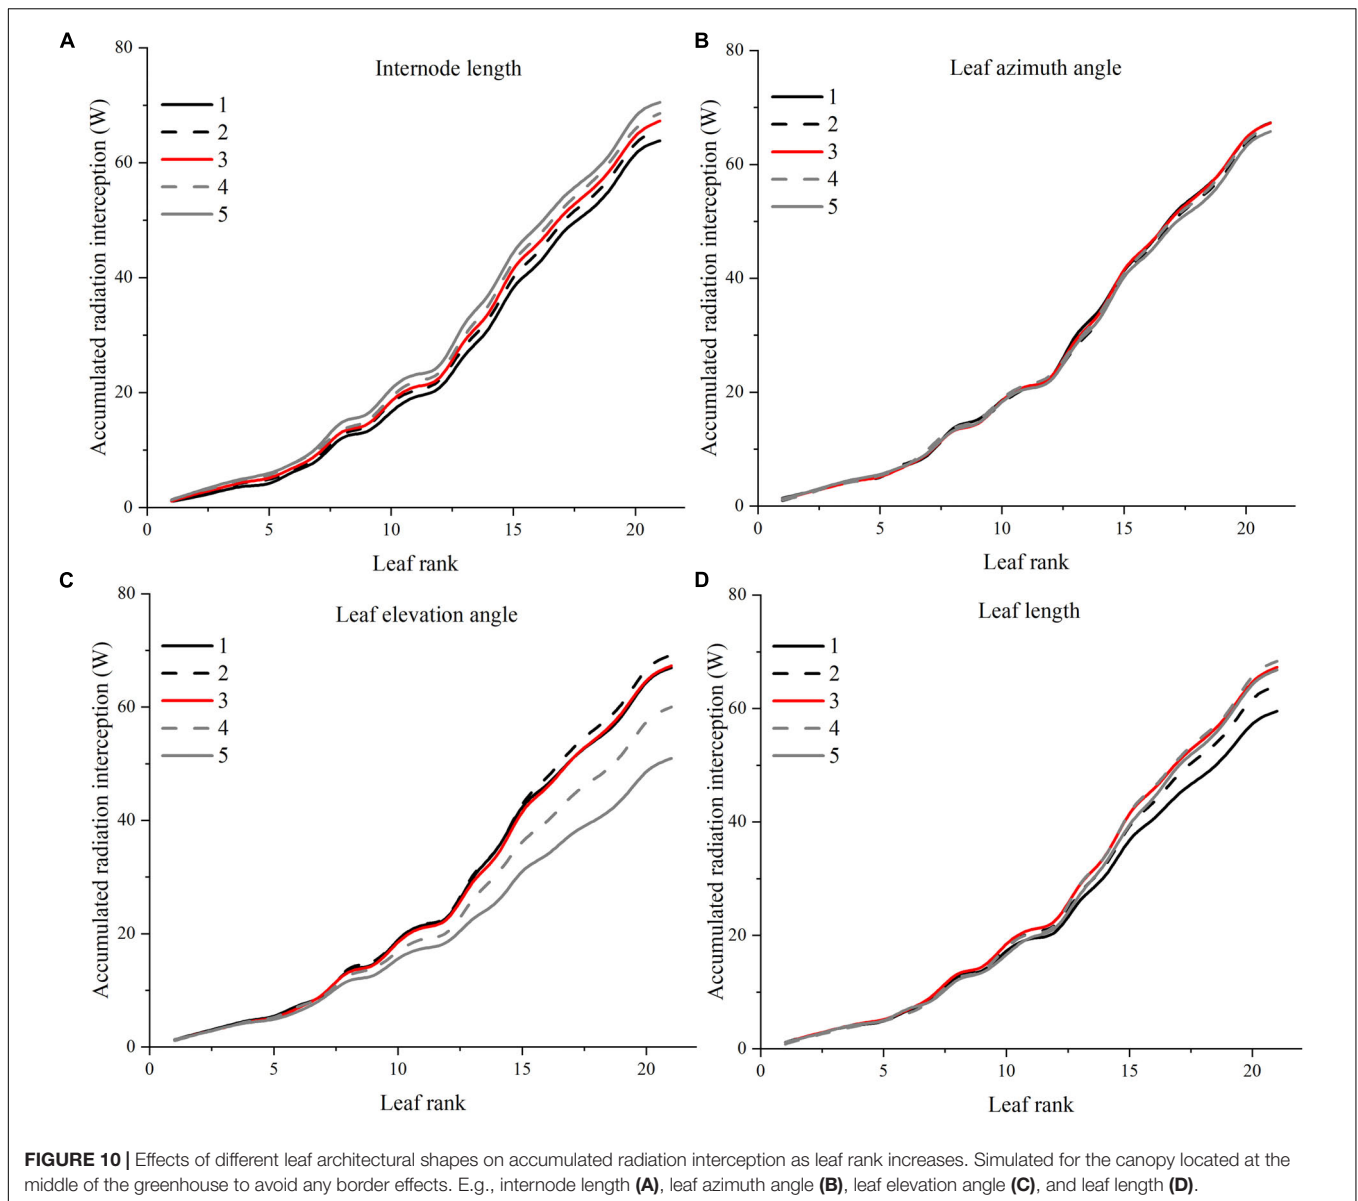 A
Internode length
80
60
40
20
0
1
2
3
4
5
Accumulated radiation interception (W)
0 5 10 15 20
Leaf rank
B
Leaf azimuth angle
80
60
40
20
0
1
2
3
4
5
Accumulated radiation interception (W)
0 5 10 15 20
Leaf rank
C
Leaf elevation angle
80
60
40
20
0
1
2
3
4
5
Accumulated radiation interception (W)
0 5 10 15 20
Leaf rank
D
Leaf length
80
60
40
20
0
1
2
3
4
5
Accumulated radiation interception (W)
0 5 10 15 20
Leaf rank
FIGURE 10 | Effects of different leaf architectural shapes on accumulated radiation interception as leaf rank increases. Simulated for the canopy located at the
middle of the greenhouse to avoid any border effects. E.g., internode length (A), leaf azimuth angle (B), leaf elevation angle (C), and leaf length (D).